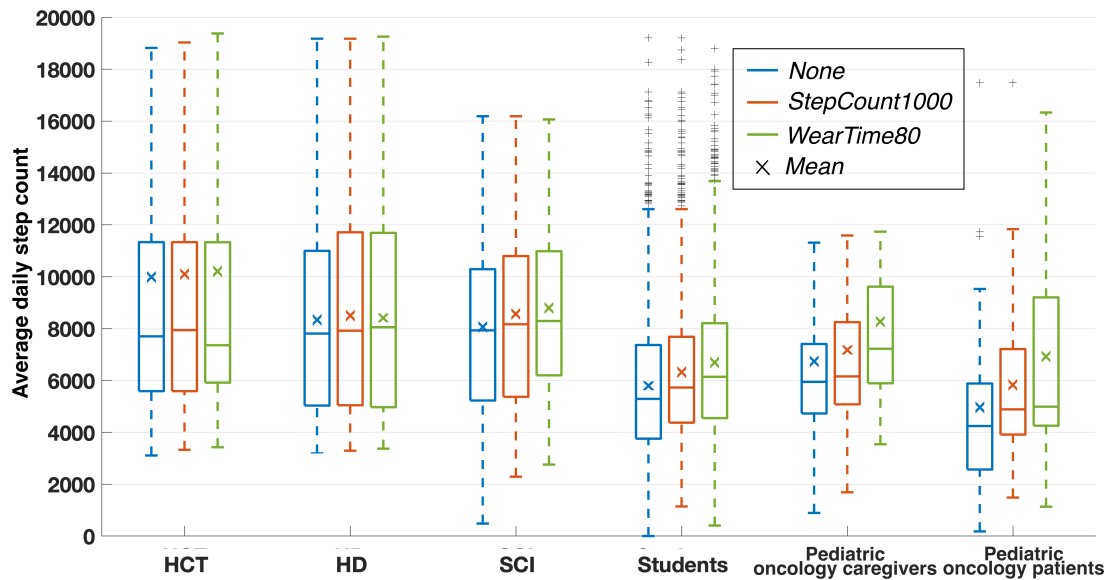 20000
18000
16000
14000
12000
10000
8000
6000
4000
2000
0
Average daily step count
None
StepCount1000
WearTime80
Mean
HCT
HD
SCI
Students
Pediatric
oncology caregivers
Pediatric
oncology patients